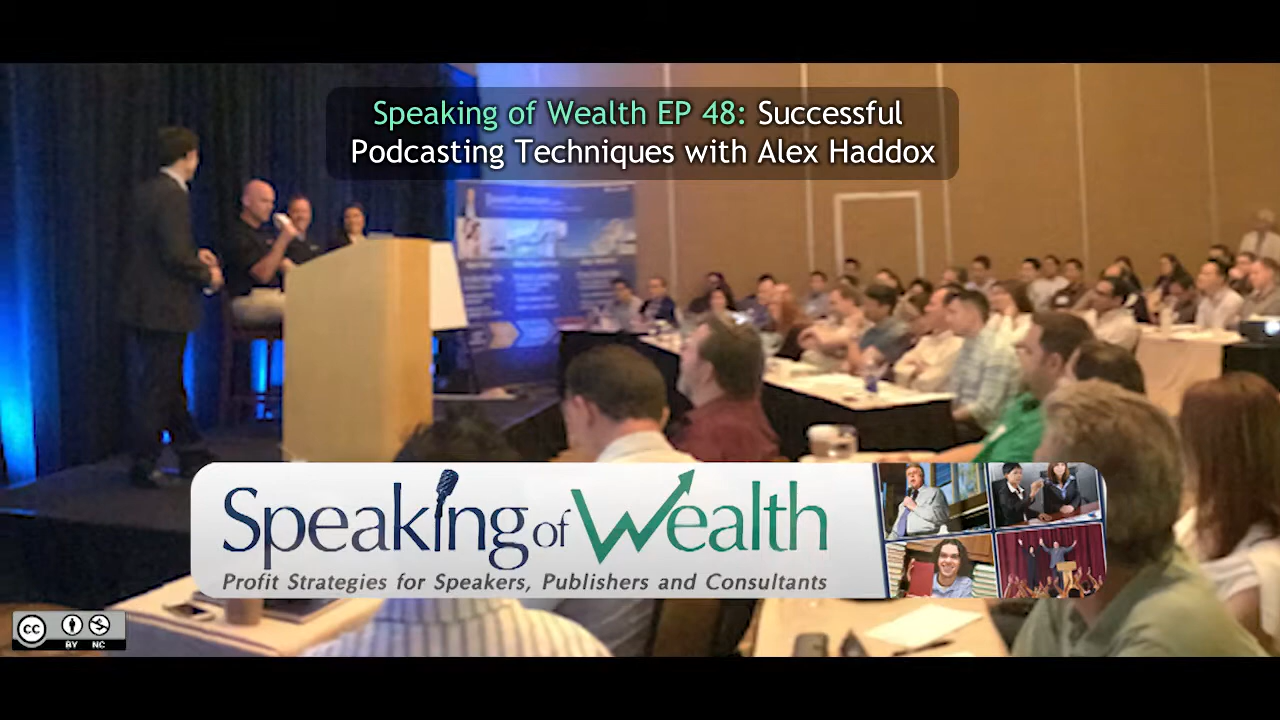 Speaking of Wealth EP 48: Successful
Podcasting Techniques with Alex Haddox
Speaking of Wealth
Profit Strategies for Speakers, Publishers and Consultants
cc
BY NC